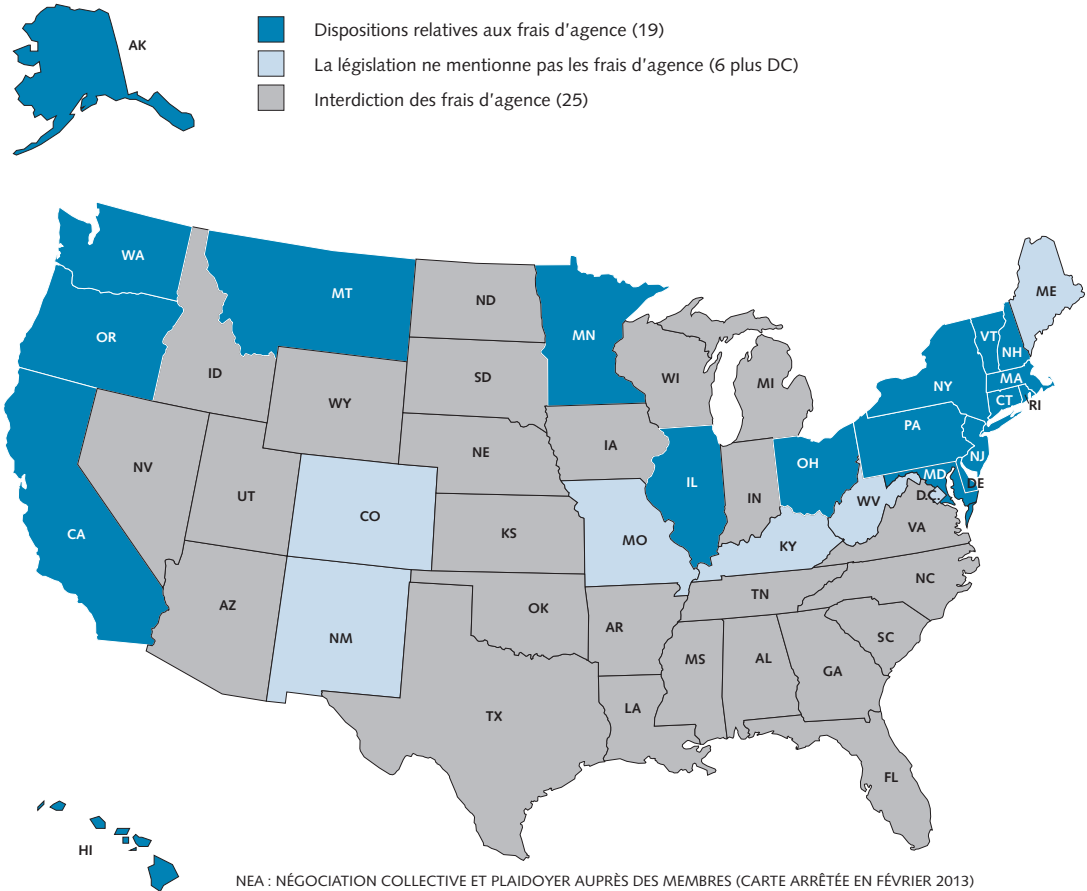 AK
Dispositions relatives aux frais d'agence (19)
La législation ne mentionne pas les frais d'agence (6 plus DC)
Interdiction des frais d'agence (25)
WA
MT
ND
MN
ME
OR
ID
SD
WI
MI
VT
NH
NY
MA
CT
RI
WY
NE
IA
PA
NV
UT
CO
KS
MO
IL
IN
OH
NJ
MD
DE
D.C.
WV
VA
KY
CA
AZ
NM
OK
AR
TN
NC
SC
TX
LA
MS
AL
GA
FL
HI
NEA : NÉGOCIATION COLLECTIVE ET PLAIDOYER AUPRÈS DES MEMBRES (CARTE ARRÊTÉE EN FÉVRIER 2013)